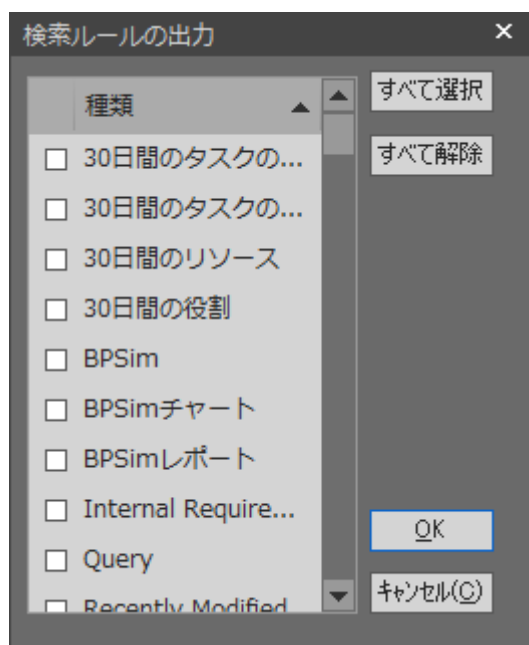 検索ルールの出力
種類
すべて選択
30日間のタスクの...
すべて解除
30日間のタスクの...
30日間のリソース
30日間の役割
BPSim
BPSimチャート
BPSimレポート
Internal Require...
OK
Query
キャンセル(C)
Recently Modified